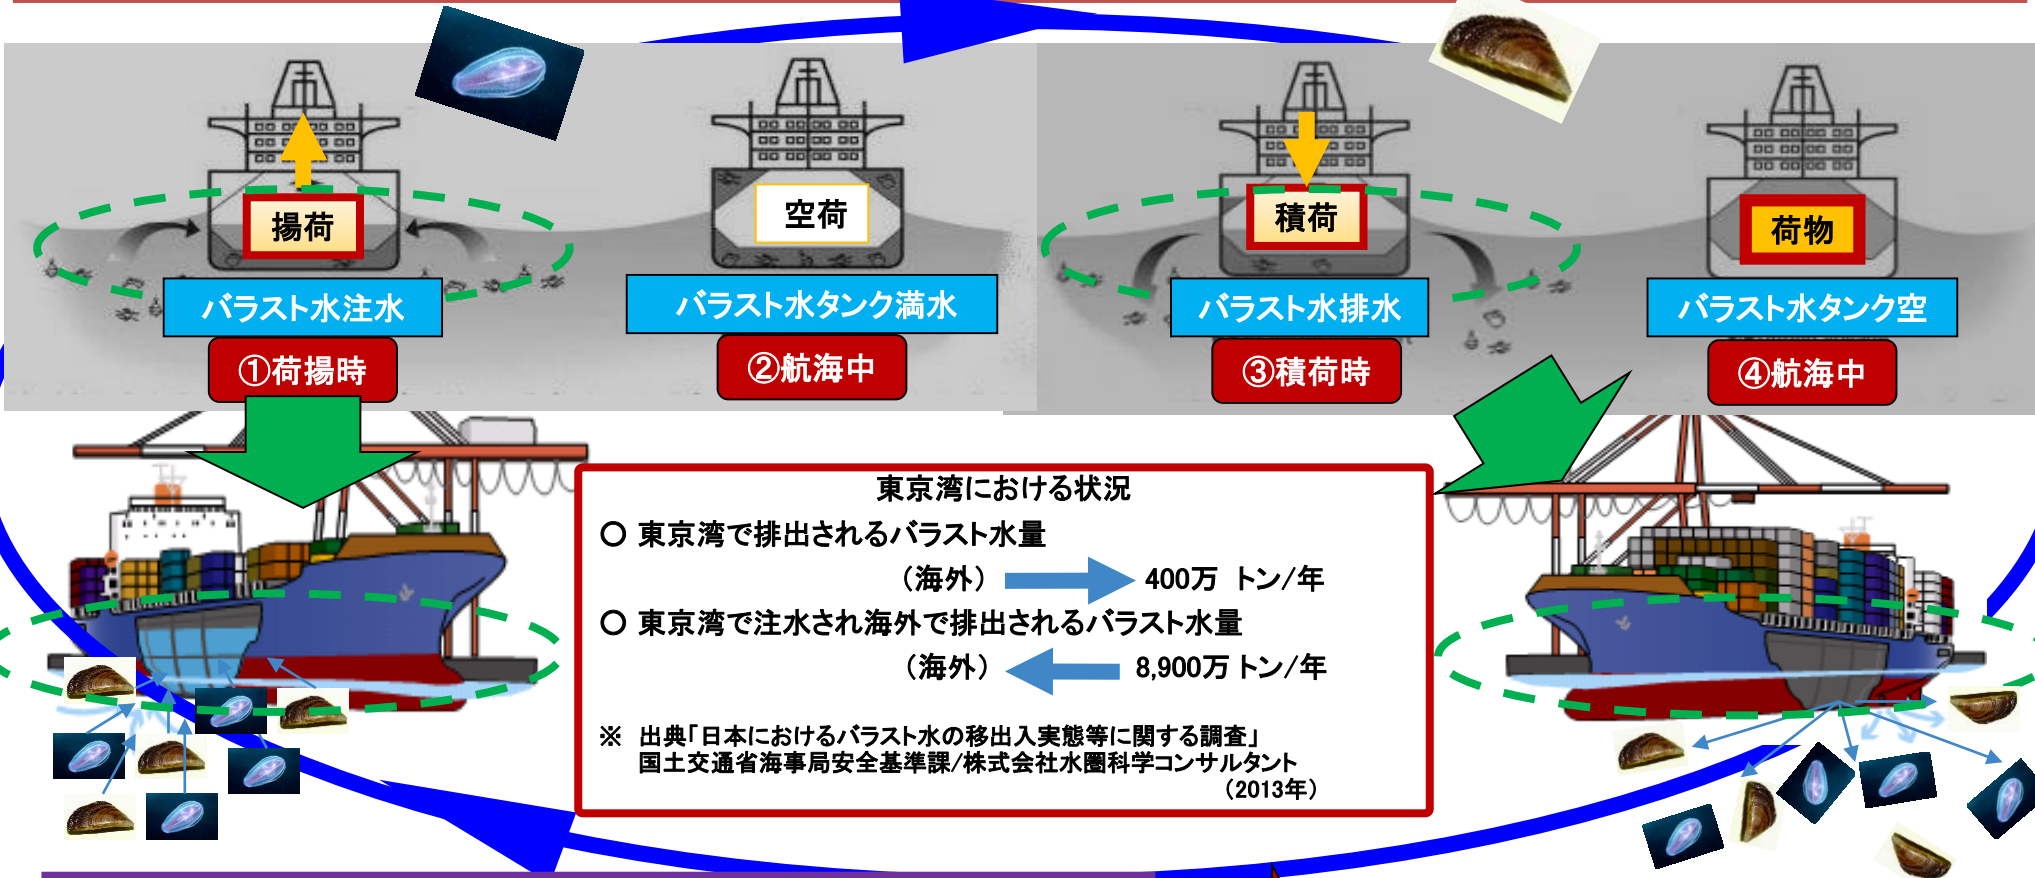 揚荷
空荷
積荷
荷物
バラスト水注水
バラスト水タンク満水
バラスト水排水
バラスト水タンク空
①荷揚時
②航海中
③積荷時
④航海中
東京湾における状況
○ 東京湾で排出されるバラスト水量
（海外） 400万 トン/年
○ 東京湾で注水され海外で排出されるバラスト水量
（海外） 8,900万 トン/年
※ 出典「日本におけるバラスト水の移出入実態等に関する調査」
国土交通省海事局安全基準課/株式会社水圏科学コンサルタント
（2013年）